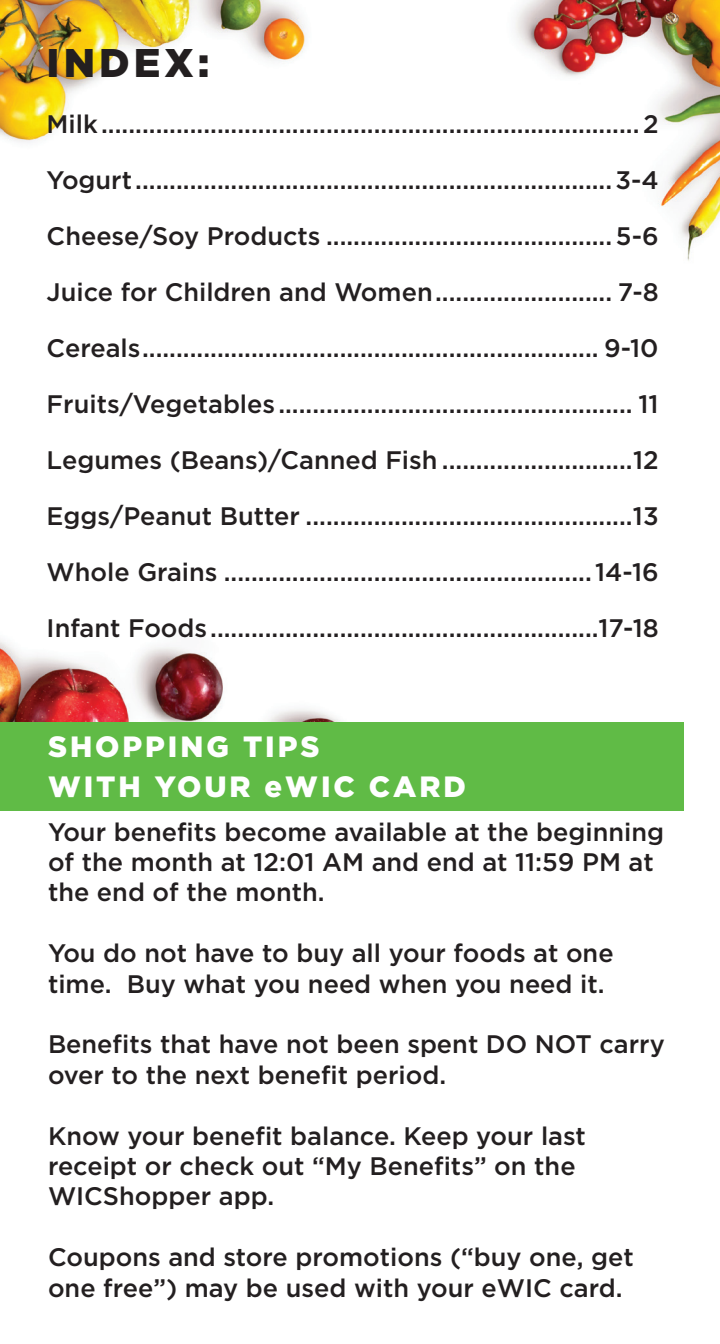 INDEX:
Milk ................................................................................ 2
Yogurt ...................................................................... 3-4
Cheese/Soy Products .......................................... 5-6
Juice for Children and Women .......................... 7-8
Cereals ................................................................... 9-10
Fruits/Vegetables .................................................... 11
Legumes (Beans)/Canned Fish ............................12
Eggs/Peanut Butter ................................................13
Whole Grains ...................................................... 14-16
Infant Foods .........................................................17-18
SHOPPING TIPS
WITH YOUR eWIC CARD
Your benefits become available at the beginning
of the month at 12:01 AM and end at 11:59 PM at
the end of the month.
You do not have to buy all your foods at one
time.  Buy what you need when you need it.
Benefits that have not been spent DO NOT carry
over to the next benefit period.
Know your benefit balance. Keep your last
receipt or check out “My Benefits” on the
WICShopper app.
Coupons and store promotions (“buy one, get
one free”) may be used with your eWIC card.